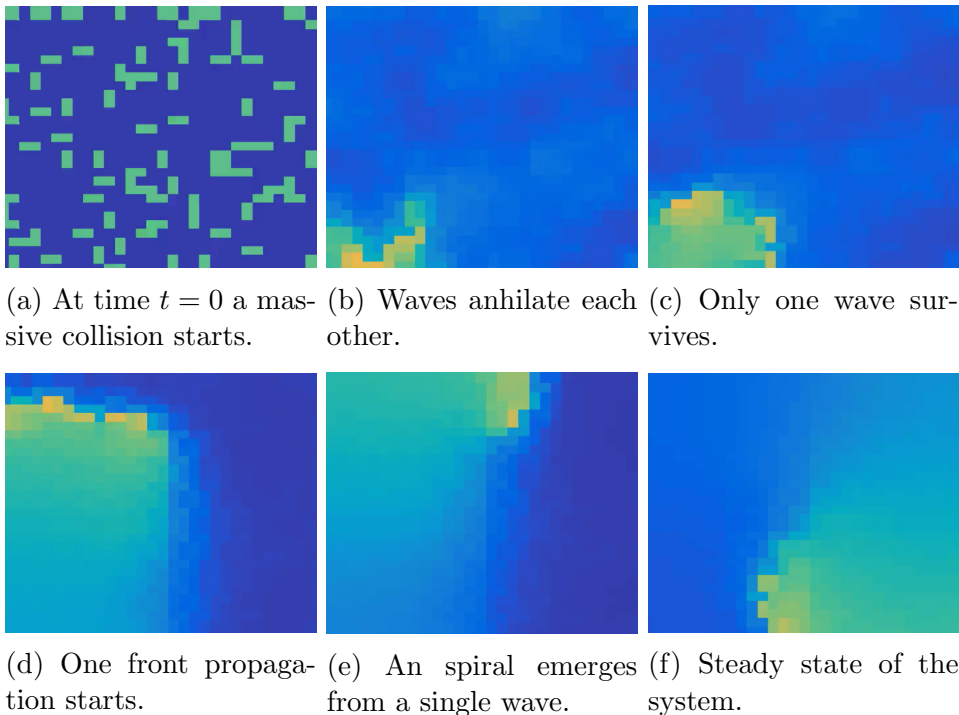 (a) At time t = 0 a mas-
sive collision starts.
(b) Waves anhilate each
other.
(c) Only one wave sur-
vives.
(d) One front propaga-
tion starts.
(e) An spiral emerges
from a single wave.
(f) Steady state of the
system.